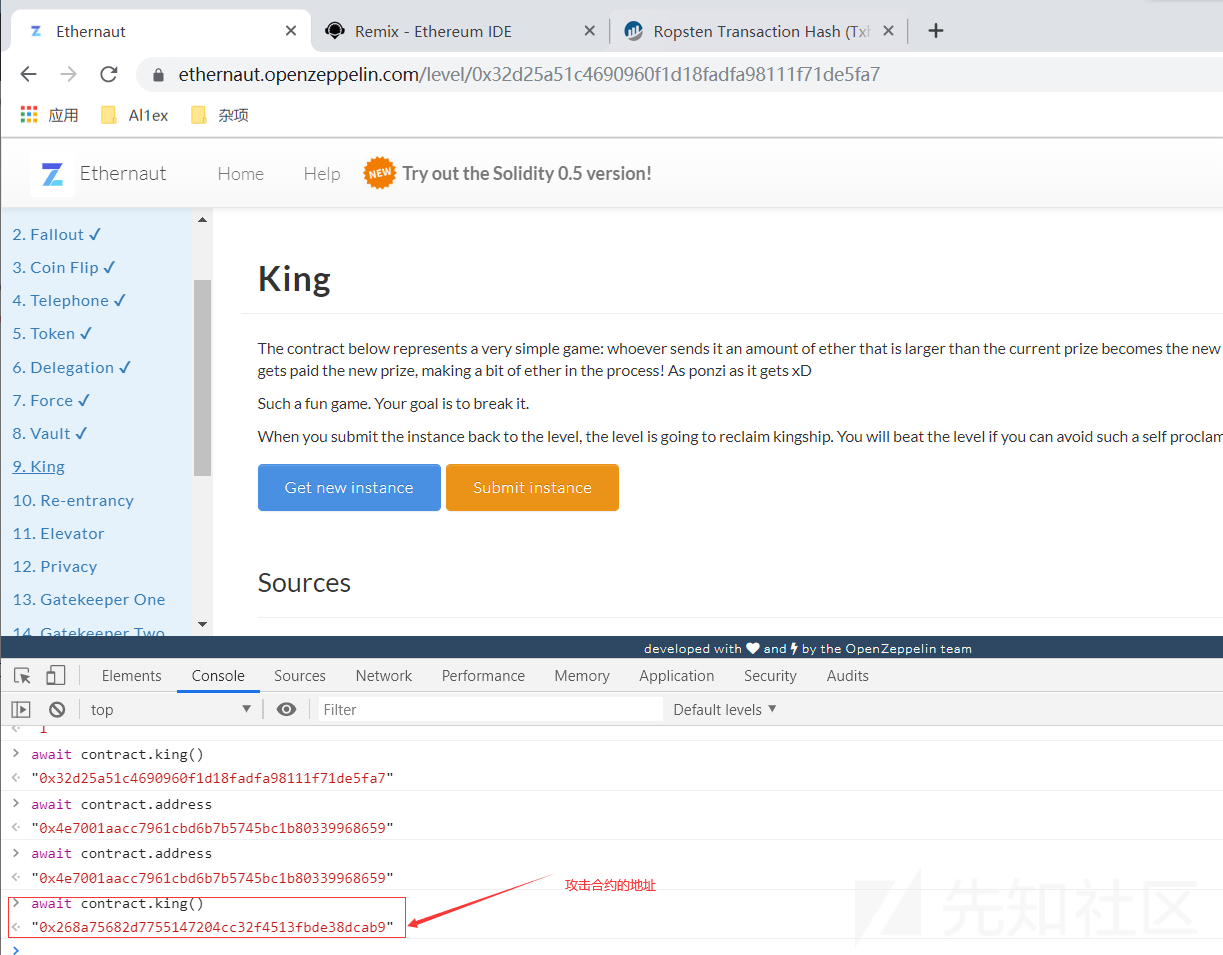 Ethernaut
Remix - Ethereum IDE
Ropsten Transaction Hash (Txh
ethernaut.openzeppelin.com/level/0x32d25a51c4690960f1d18fadfa98111f71de5fa7
应用 Al1ex 杂项
Ethernaut Home Help NEW Try out the Solidity 0.5 version!
2. Fallout ✓
3. Coin Flip ✓
4. Telephone ✓
5. Token ✓
6. Delegation ✓
7. Force ✓
8. Vault ✓
9. King
10. Re-entrancy
11. Elevator
12. Privacy
13. Gatekeeper One
14. Gatekeeper Two
King
The contract below represents a very simple game: whoever sends it an amount of ether that is larger than the current prize becomes the new
gets paid the new prize, making a bit of ether in the process! As ponzi as it gets xD
Such a fun game. Your goal is to break it.
When you submit the instance back to the level, the level is going to reclaim kingship. You will beat the level if you can avoid such a self proclam
Get new instance Submit instance
Sources
developed with and by the OpenZeppelin team
Elements Console Sources Network Performance Memory Application Security Audits
top Filter Default levels
1
await contract.king()
"0x32d25a51c4690960f1d18fadfa98111f71de5fa7"
await contract.address
"0x4e7001aacc7961cbd6b7b5745bc1b80339968659"
await contract.address
"0x4e7001aacc7961cbd6b7b5745bc1b80339968659"
await contract.king()
"0x268a75682d7755147204cc32f4513fbde38dcab9"
攻击合约的地址
先知社区